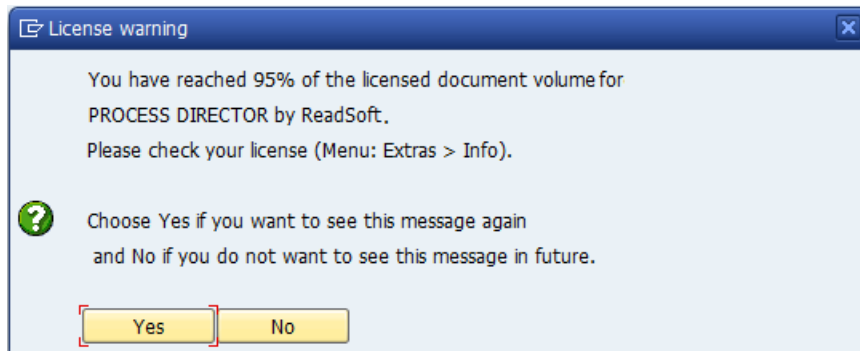 License warning
You have reached 95% of the licensed document volume for
PROCESS DIRECTOR by ReadSoft.
Please check your license (Menu: Extras > Info).
Choose Yes if you want to see this message again
and No if you do not want to see this message in future.
Yes No